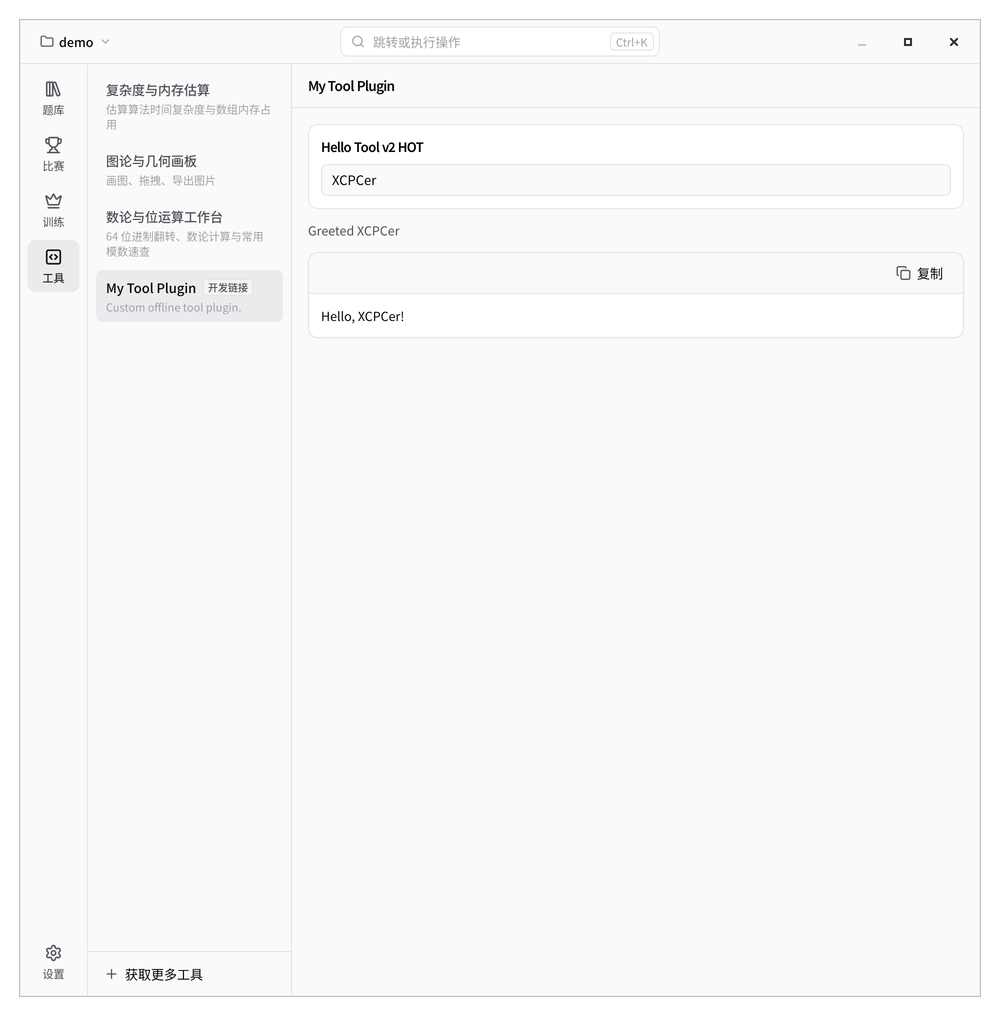 demo
跳转或执行操作
Ctrl+K
题库
比赛
训练
工具
设置
复杂度与内存估算
估算算法时间复杂度与数组内存占
用
图论与几何画板
画图、拖拽、导出图片
数论与位运算工作台
64 位进制翻转、数论计算与常用
模数速查
My Tool Plugin 开发链接
Custom offline tool plugin.
获取更多工具
My Tool Plugin
Hello Tool v2 HOT
XCPCer
Greeted XCPCer
复制
Hello, XCPCer!